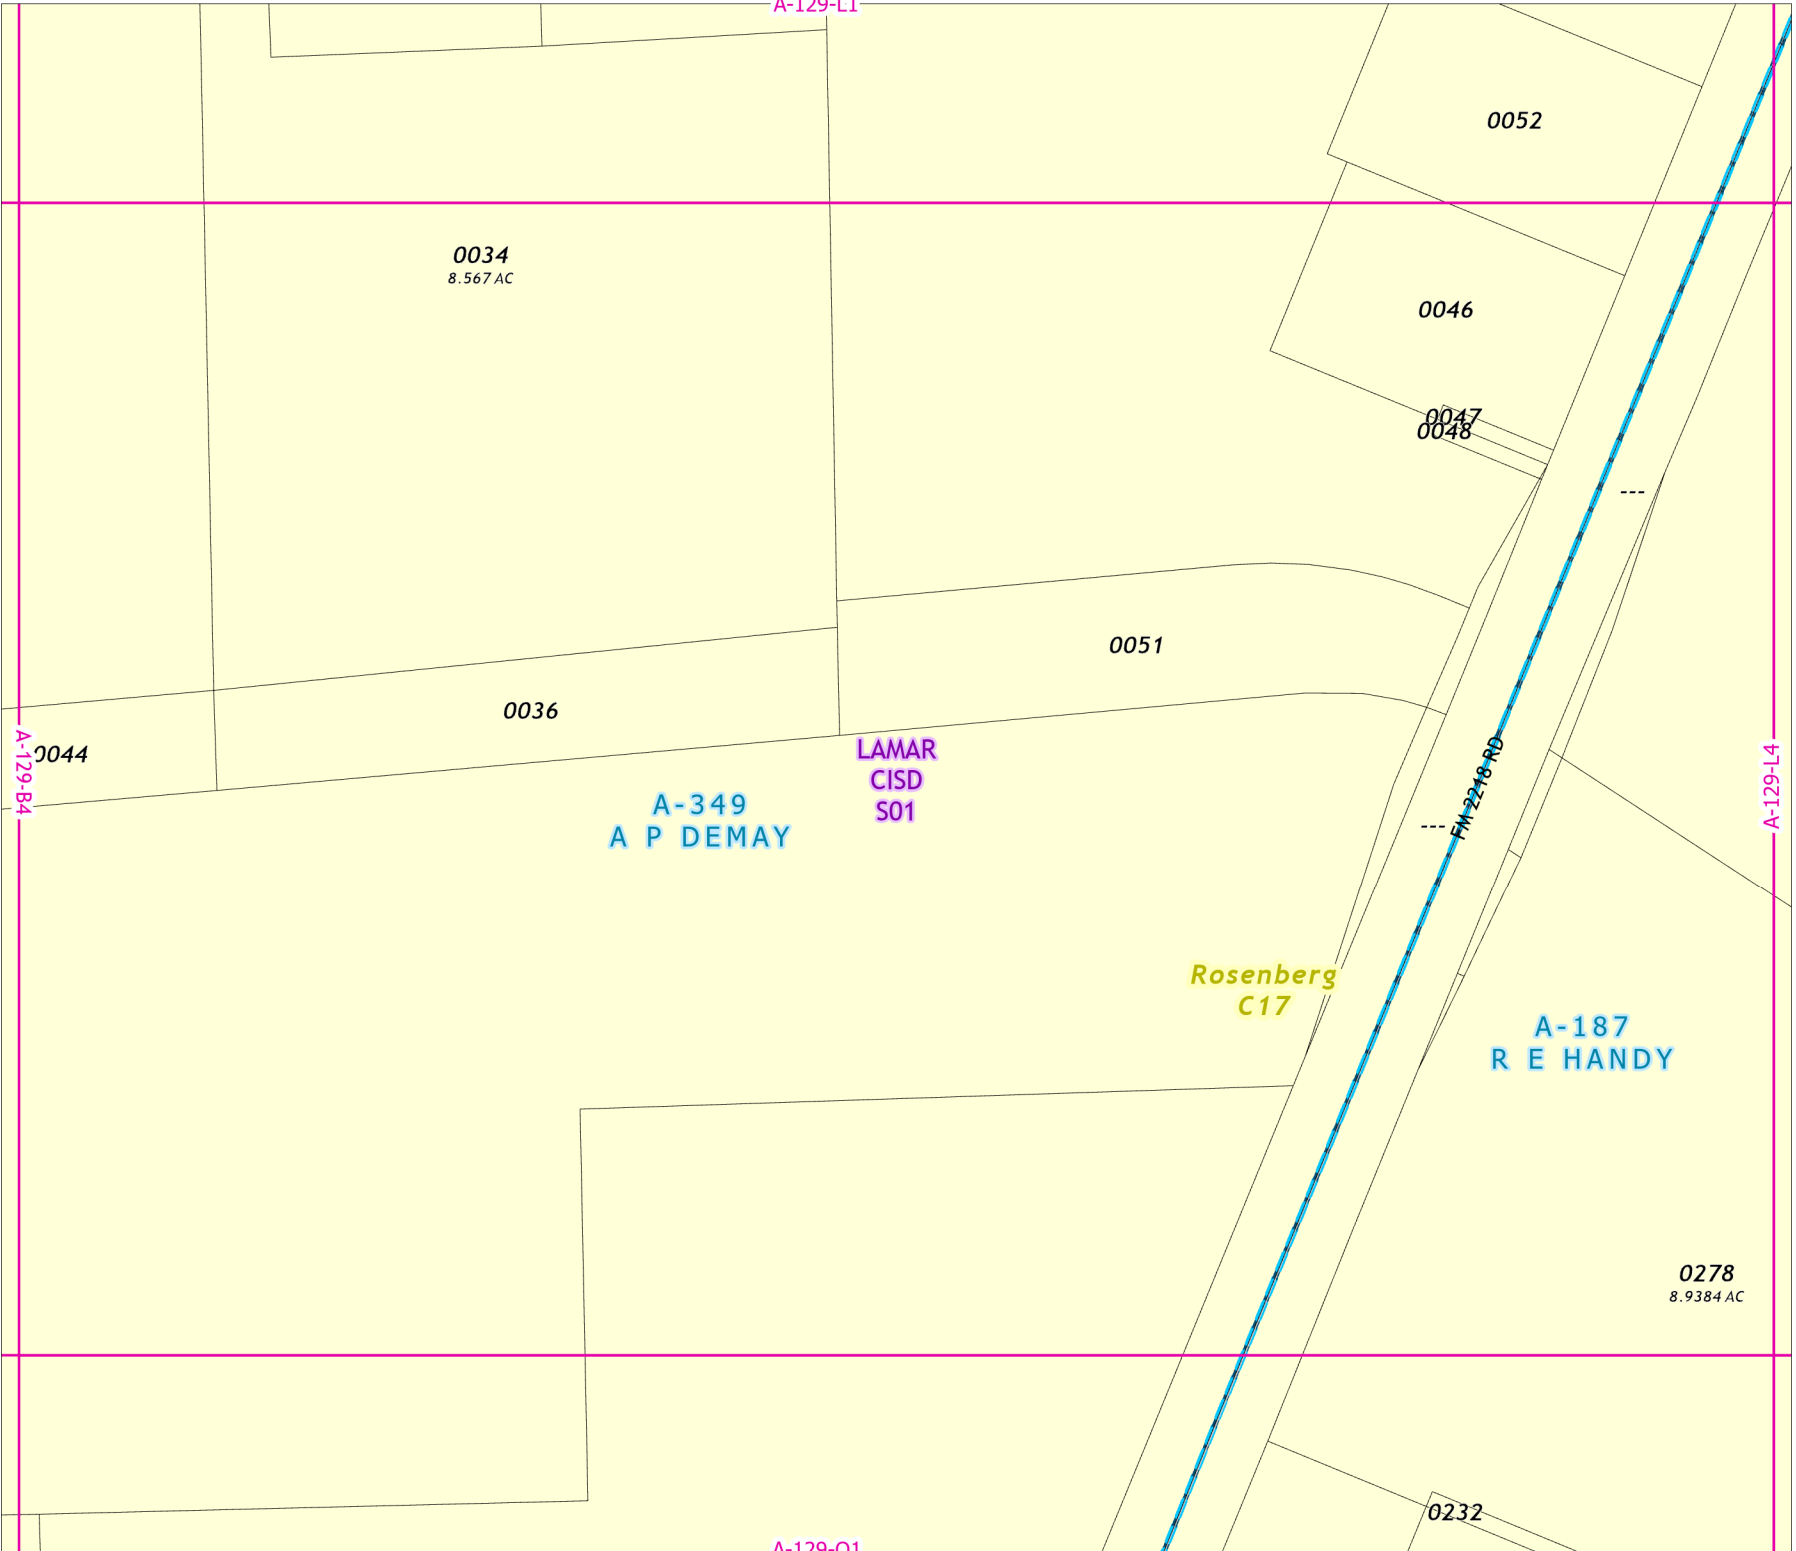 A-129-L1
0052
0034
8.567 AC
0046
0047
0048
---
0051
0036
0044
A-129-B4
LAMAR
CISD
S01
A-349
A P DEMAY
FM 2218 RD
---
A-129-L4
Rosenberg
C17
A-187
R E HANDY
0278
8.9384 AC
0232
A-129-O1